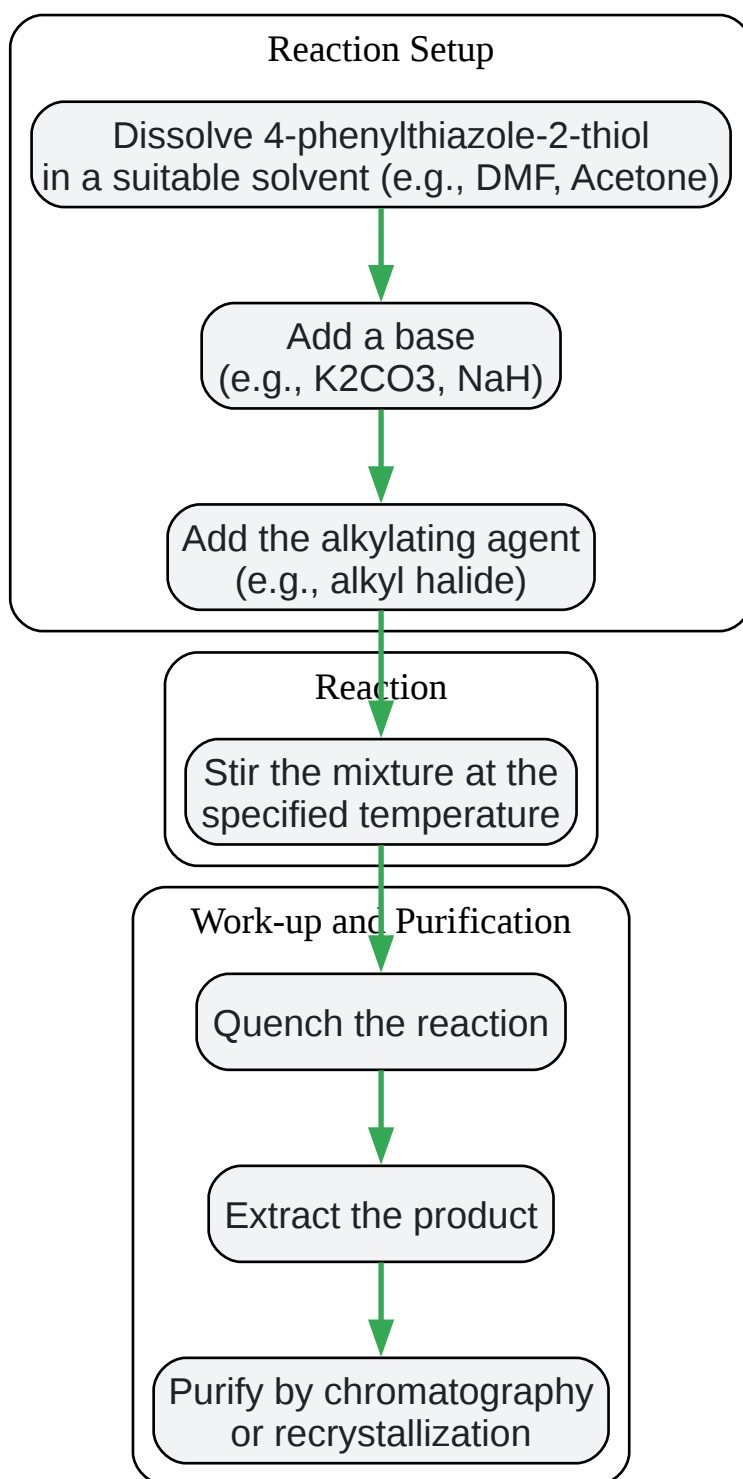 Reaction Setup
Dissolve 4-phenylthiazole-2-thiol
in a suitable solvent (e.g., DMF, Acetone)
Add a base
(e.g., K2CO3, NaH)
Add the alkylating agent
(e.g., alkyl halide)
Reaction
Stir the mixture at the
specified temperature
Work-up and Purification
Quench the reaction
Extract the product
Purify by chromatography
or recrystallization